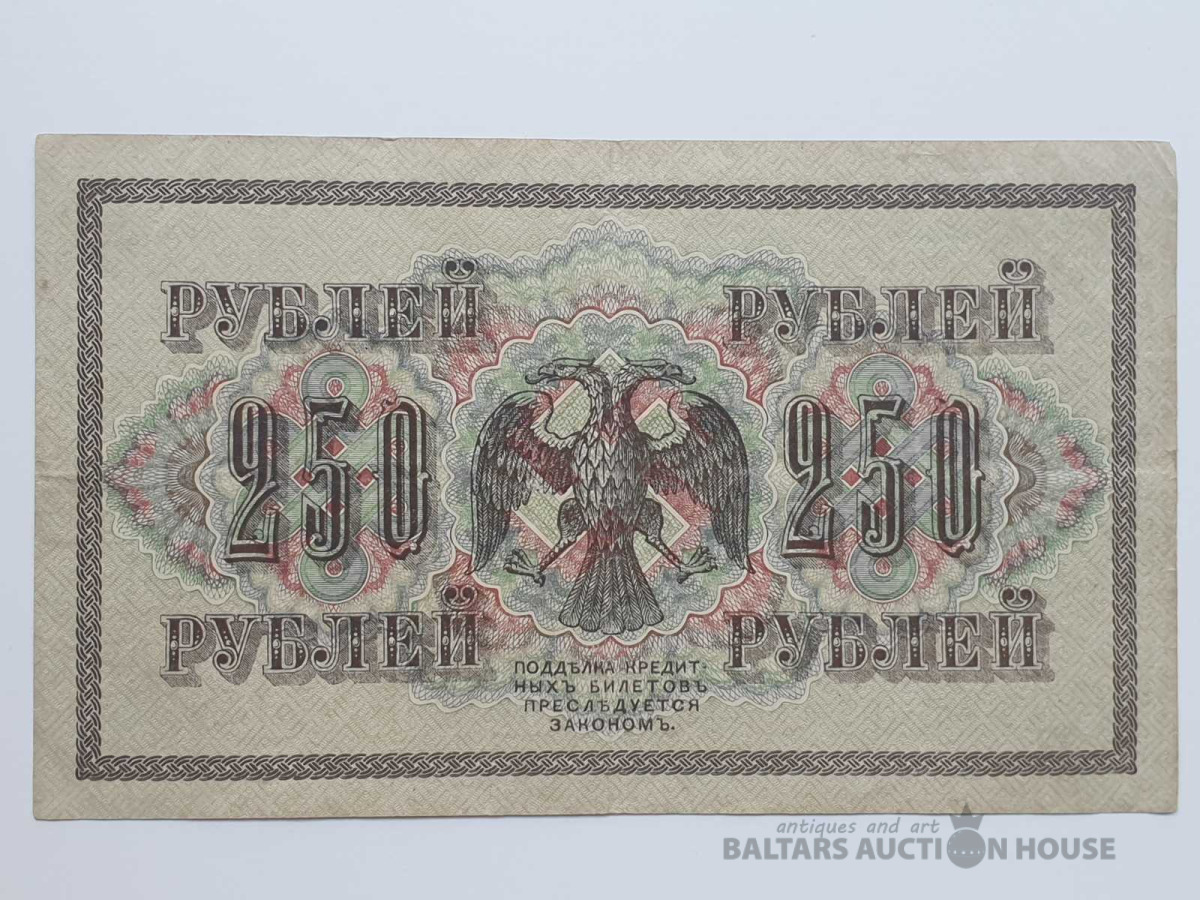 РУБЛЕЙ РУБЛЕЙ
250 250
РУБЛЕЙ РУБЛЕЙ
ПОДДѢЛКА КРЕДИТ-
НЫХЪ БИЛЕТОВЪ
ПРЕСЛѢДУЕТСЯ
ЗАКОНОМЪ.
antiques and art
BALTARS AUCTION HOUSE